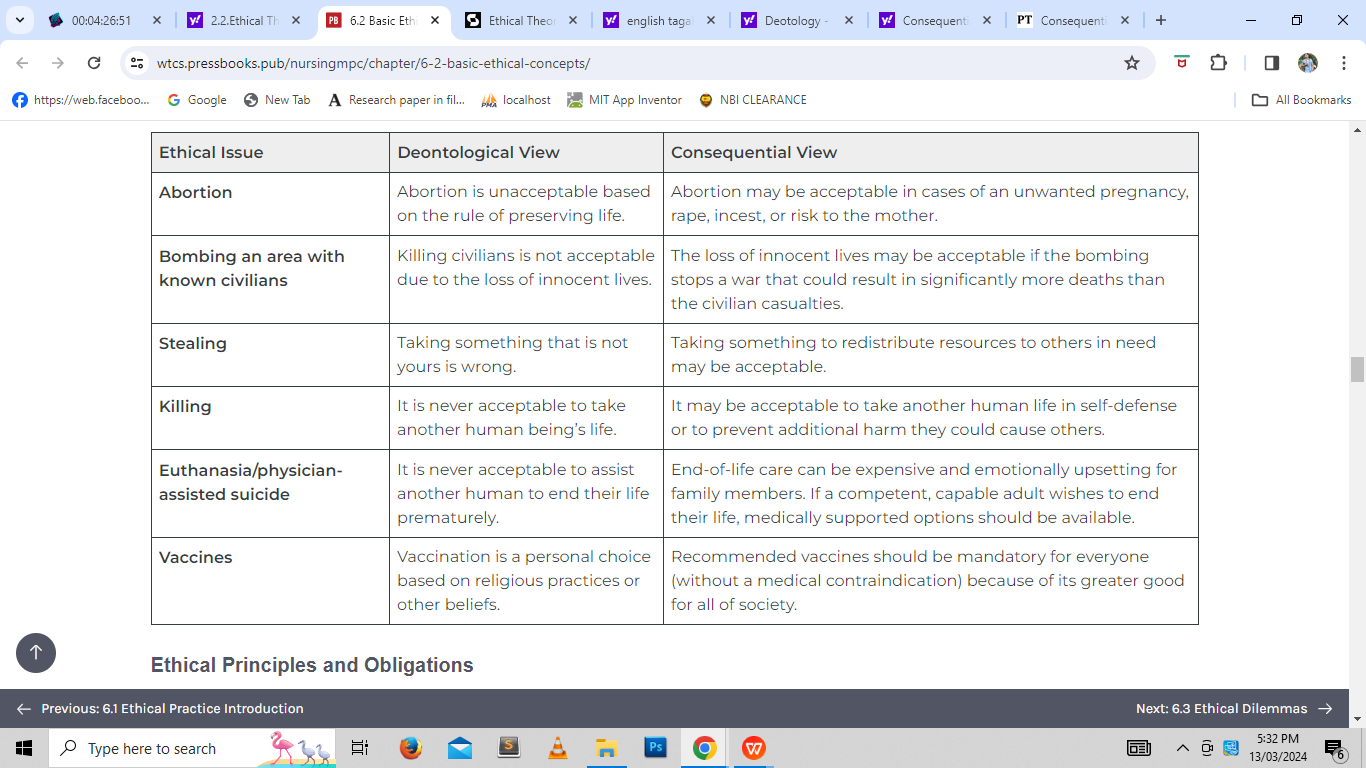 00:04:26:51
2.2.Ethical Th
6.2 Basic Eth
Ethical Theor
english tagal
Deotology -
Consequenti
Consequenti
wtcs.pressbooks.pub/nursingmpc/chapter/6-2-basic-ethical-concepts/
https://web.faceboo...
Google
New Tab
Research paper in fil...
localhost
MIT App Inventor
NBI CLEARANCE
All Bookmarks
Ethical Issue
Deontological View
Consequential View
Abortion
Abortion is unacceptable based
on the rule of preserving life.
Abortion may be acceptable in cases of an unwanted pregnancy,
rape, incest, or risk to the mother.
Bombing an area with
known civilians
Killing civilians is not acceptable
due to the loss of innocent lives.
The loss of innocent lives may be acceptable if the bombing
stops a war that could result in significantly more deaths than
the civilian casualties.
Stealing
Taking something that is not
yours is wrong.
Taking something to redistribute resources to others in need
may be acceptable.
Killing
It is never acceptable to take
another human being’s life.
It may be acceptable to take another human life in self-defense
or to prevent additional harm they could cause others.
Euthanasia/physician-
assisted suicide
It is never acceptable to assist
another human to end their life
prematurely.
End-of-life care can be expensive and emotionally upsetting for
family members. If a competent, capable adult wishes to end
their life, medically supported options should be available.
Vaccines
Vaccination is a personal choice
based on religious practices or
other beliefs.
Recommended vaccines should be mandatory for everyone
(without a medical contraindication) because of its greater good
for all of society.
Ethical Principles and Obligations
Previous: 6.1 Ethical Practice Introduction
Next: 6.3 Ethical Dilemmas
Type here to search
5:32 PM
13/03/2024
6